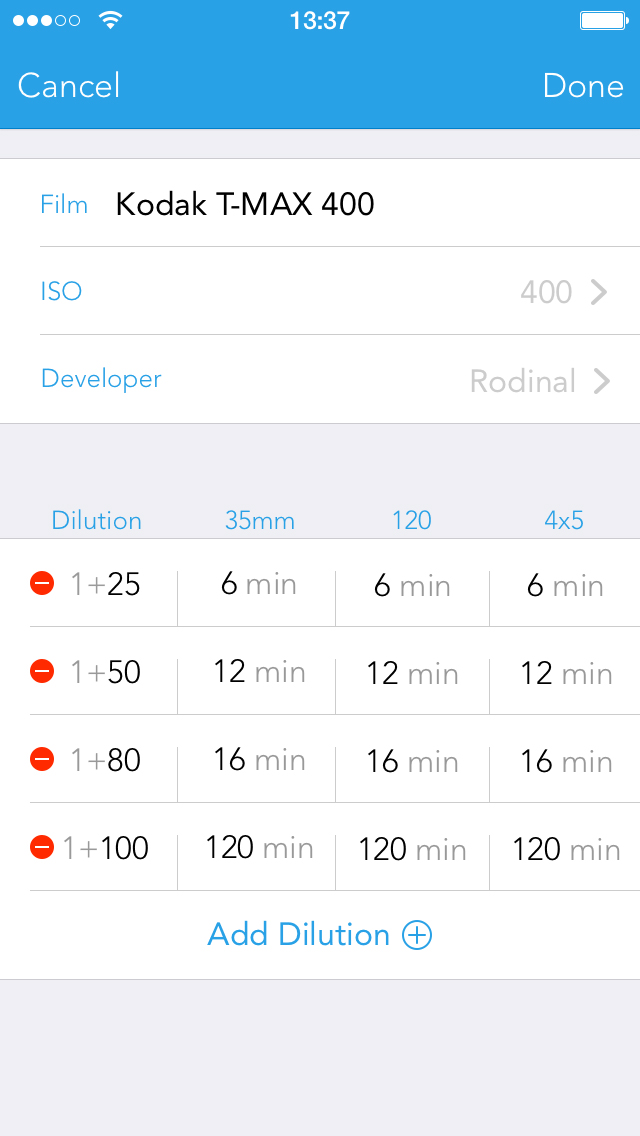 13:37
Cancel Done
Film Kodak T-MAX 400
ISO 400
Developer Rodinal
Dilution 35mm 120 4x5
1+25 6 min 6 min 6 min
1+50 12 min 12 min 12 min
1+80 16 min 16 min 16 min
1+100 120 min 120 min 120 min
Add Dilution